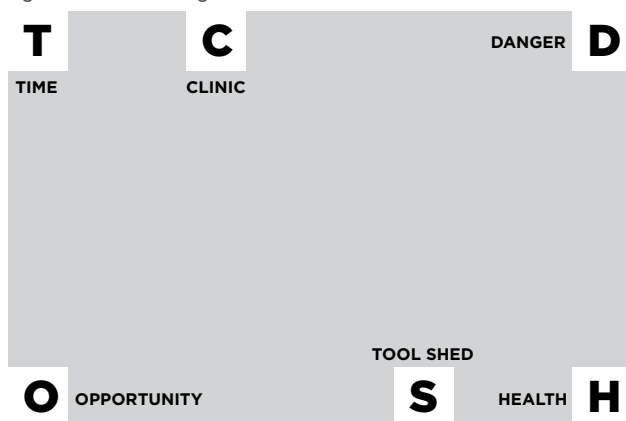 T
C
DANGER D
TIME
CLINIC
TOOL SHED
O OPPORTUNITY
S
HEALTH H